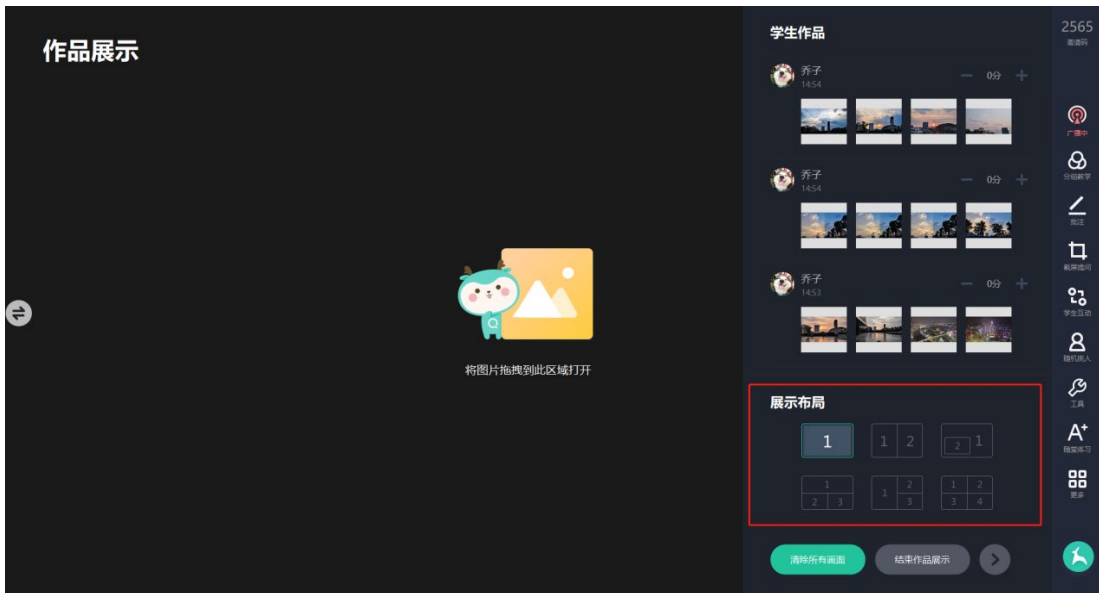 作品展示
将图片拖拽到此区域打开
学生作品
乔子
14:54
0分
乔子
14:54
0分
乔子
14:53
0分
展示布局
1
1 2
2 1
1
2 3
1 2
3
1 2
3 4
清除所有画面
结束作品展示
2565
邀请码
广播中
分组教学
批注
截屏提问
学生互动
随机挑人
工具
A+
随堂练习
更多